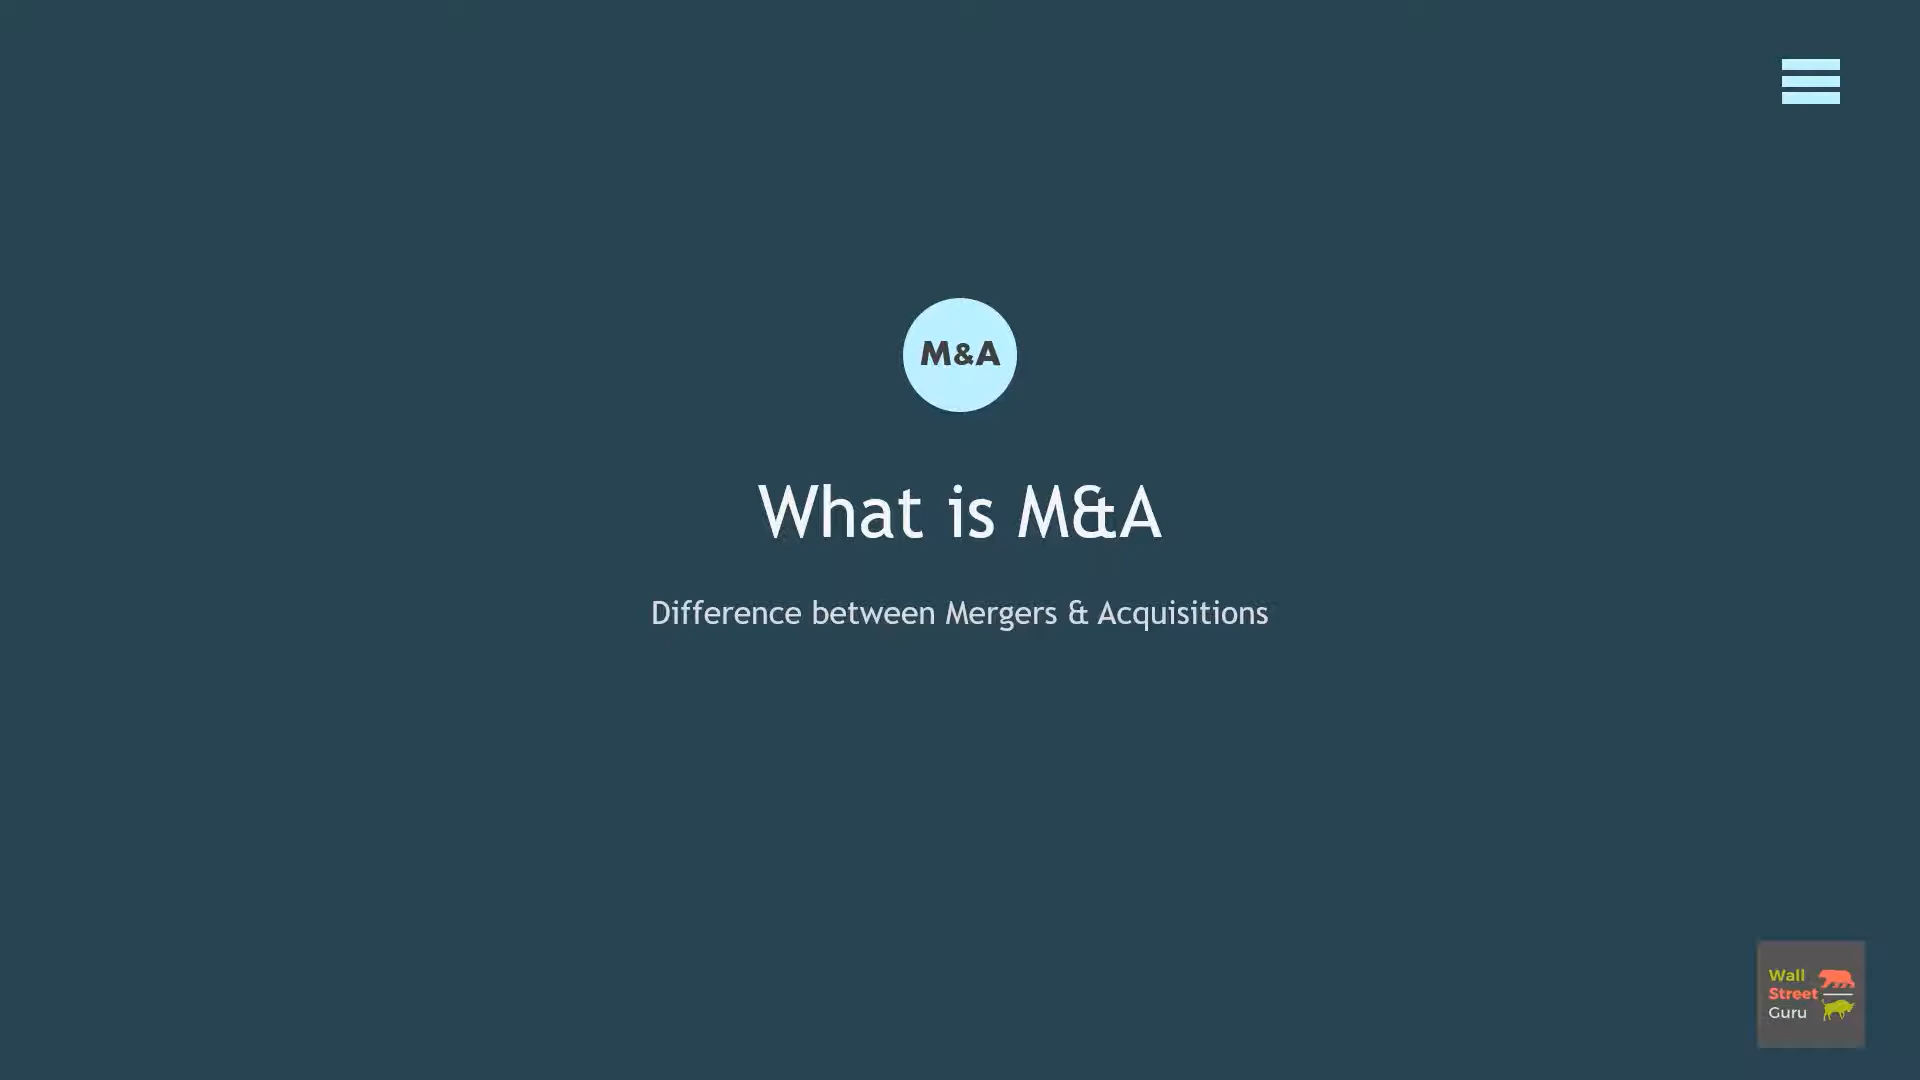 M&A
What is M&A
Difference between Mergers & Acquisitions
Wall
Street
Guru